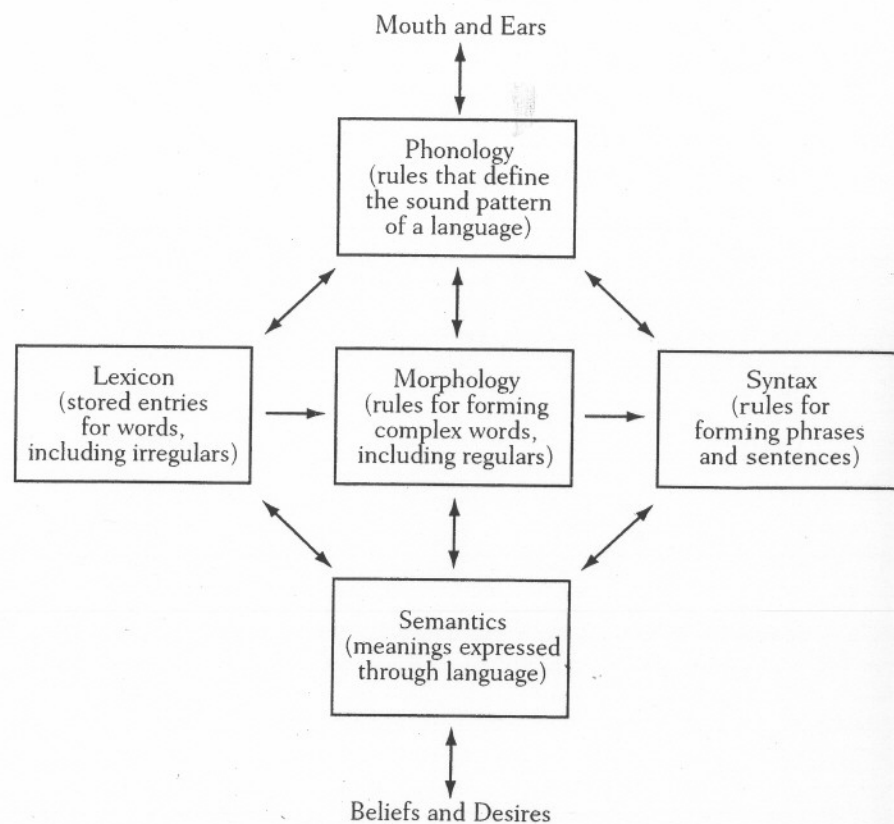 Mouth and Ears
Phonology
(rules that define
the sound pattern
of a language)
Lexicon
(stored entries
for words,
including irregulars)
Morphology
(rules for forming
complex words,
including regulars)
Syntax
(rules for
forming phrases
and sentences)
Semantics
(meanings expressed
through language)
Beliefs and Desires